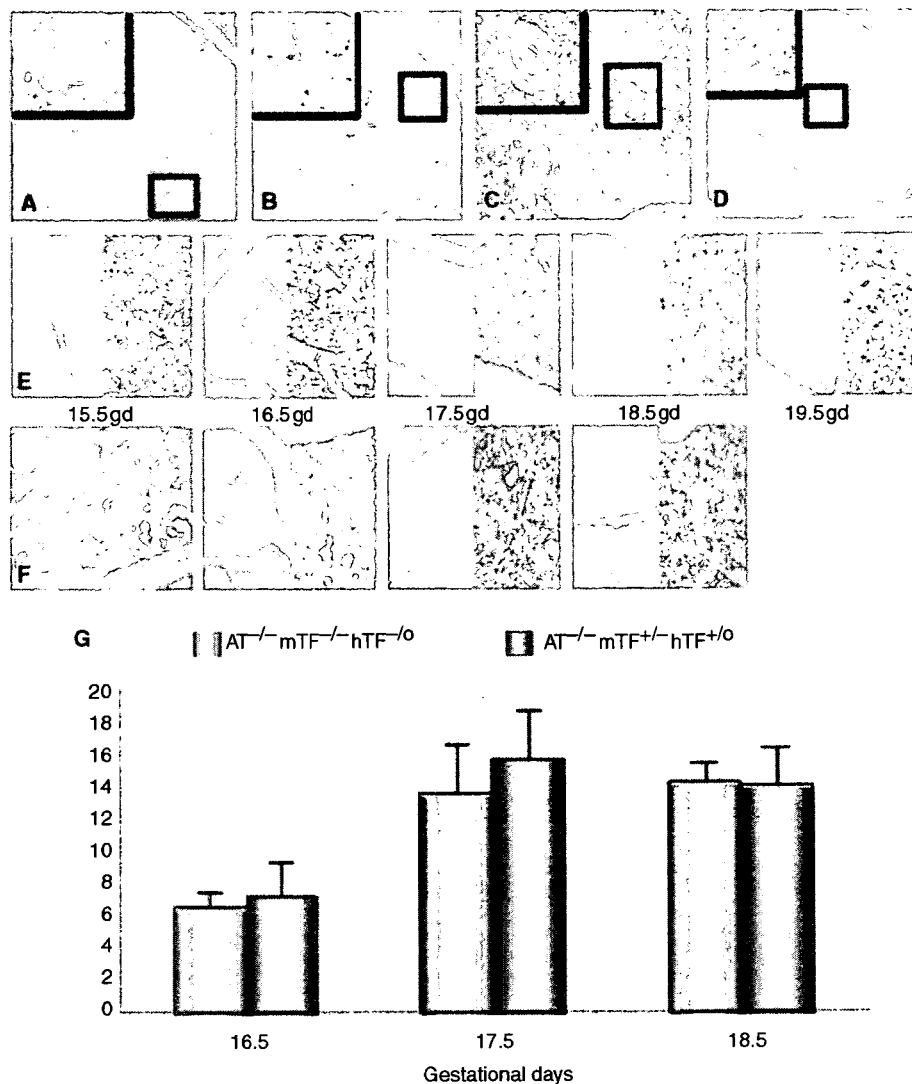 A B C D
E
15.5gd 16.5gd 17.5gd 18.5gd 19.5gd
F
G AT–/–mTF–/–hTF–/o AT–/–mTF+/–hTF+/o
20
18
16
14
12
10
8
6
4
2
0
16.5 17.5 18.5
Gestational days